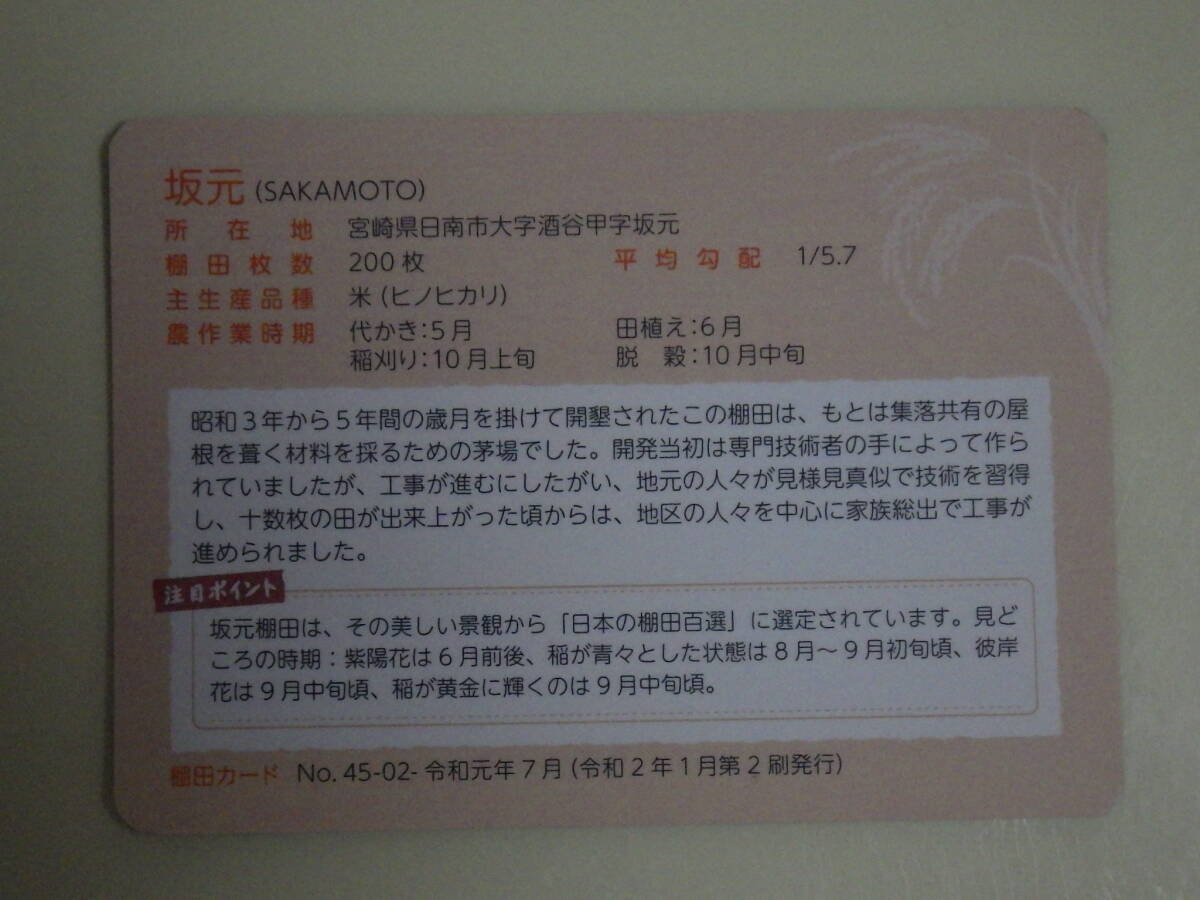 坂元 (SAKAMOTO)
所在地 宮崎県日南市大字酒谷甲字坂元
棚田枚数 200枚 平均勾配 1/5.7
主生産品種 米(ヒノヒカリ)
農作業時期 代かき:5月 田植え:6月
稲刈り:10月上旬 脱穀:10月中旬
昭和3年から5年間の歳月を掛けて開墾されたこの棚田は、もとは集落共有の屋
根を葺く材料を採るための茅場でした。開発当初は専門技術者の手によって作ら
れていましたが、工事が進むにしたがい、地元の人々が見様見真似で技術を習得
し、十数枚の田が出来上がった頃からは、地区の人々を中心に家族総出で工事が
進められました。
注目ポイント
坂元棚田は、その美しい景観から「日本の棚田百選」に選定されています。見ど
ころの時期:紫陽花は6月前後、稲が青々とした状態は8月〜9月初旬頃、彼岸
花は9月中旬頃、稲が黄金に輝くのは9月中旬頃。
棚田カード No. 45-02- 令和元年7月(令和2年1月第2刷発行)